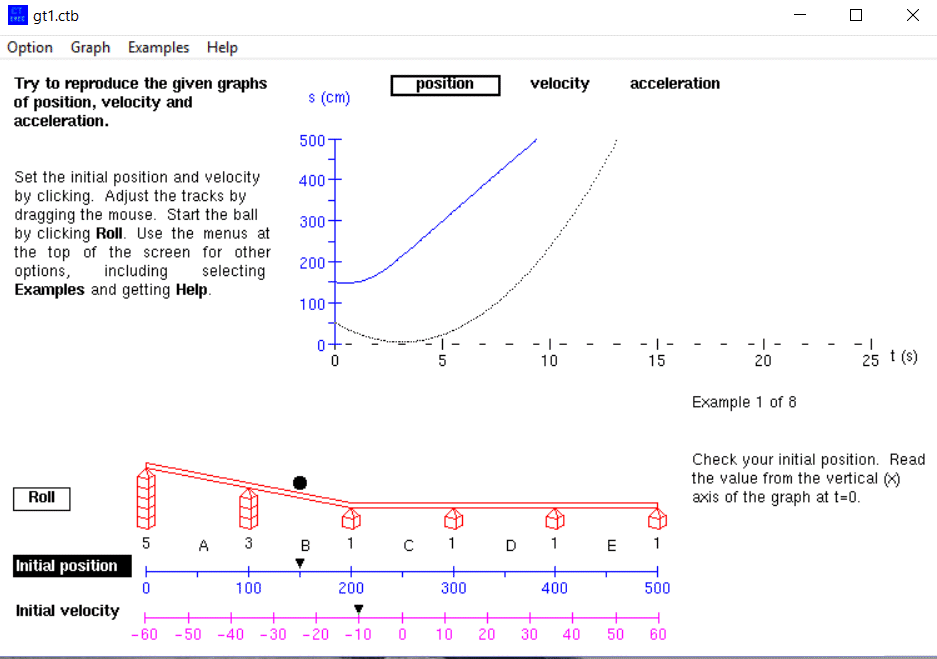 gt1.ctb
Option Graph Examples Help
Try to reproduce the given graphs
of position, velocity and
acceleration.
Set the initial position and velocity
by clicking. Adjust the tracks by
dragging the mouse. Start the ball
by clicking Roll. Use the menus at
the top of the screen for other
options, including selecting
Examples and getting Help.
position velocity acceleration
s (cm)
500
400
300
200
100
0
0 5 10 15 20 25 t (s)
Example 1 of 8
Check your initial position. Read
the value from the vertical (x)
axis of the graph at t=0.
Roll
5 A 3 B 1 C 1 D 1 E 1
Initial position
0 100 200 300 400 500
Initial velocity
-60 -50 -40 -30 -20 -10 0 10 20 30 40 50 60